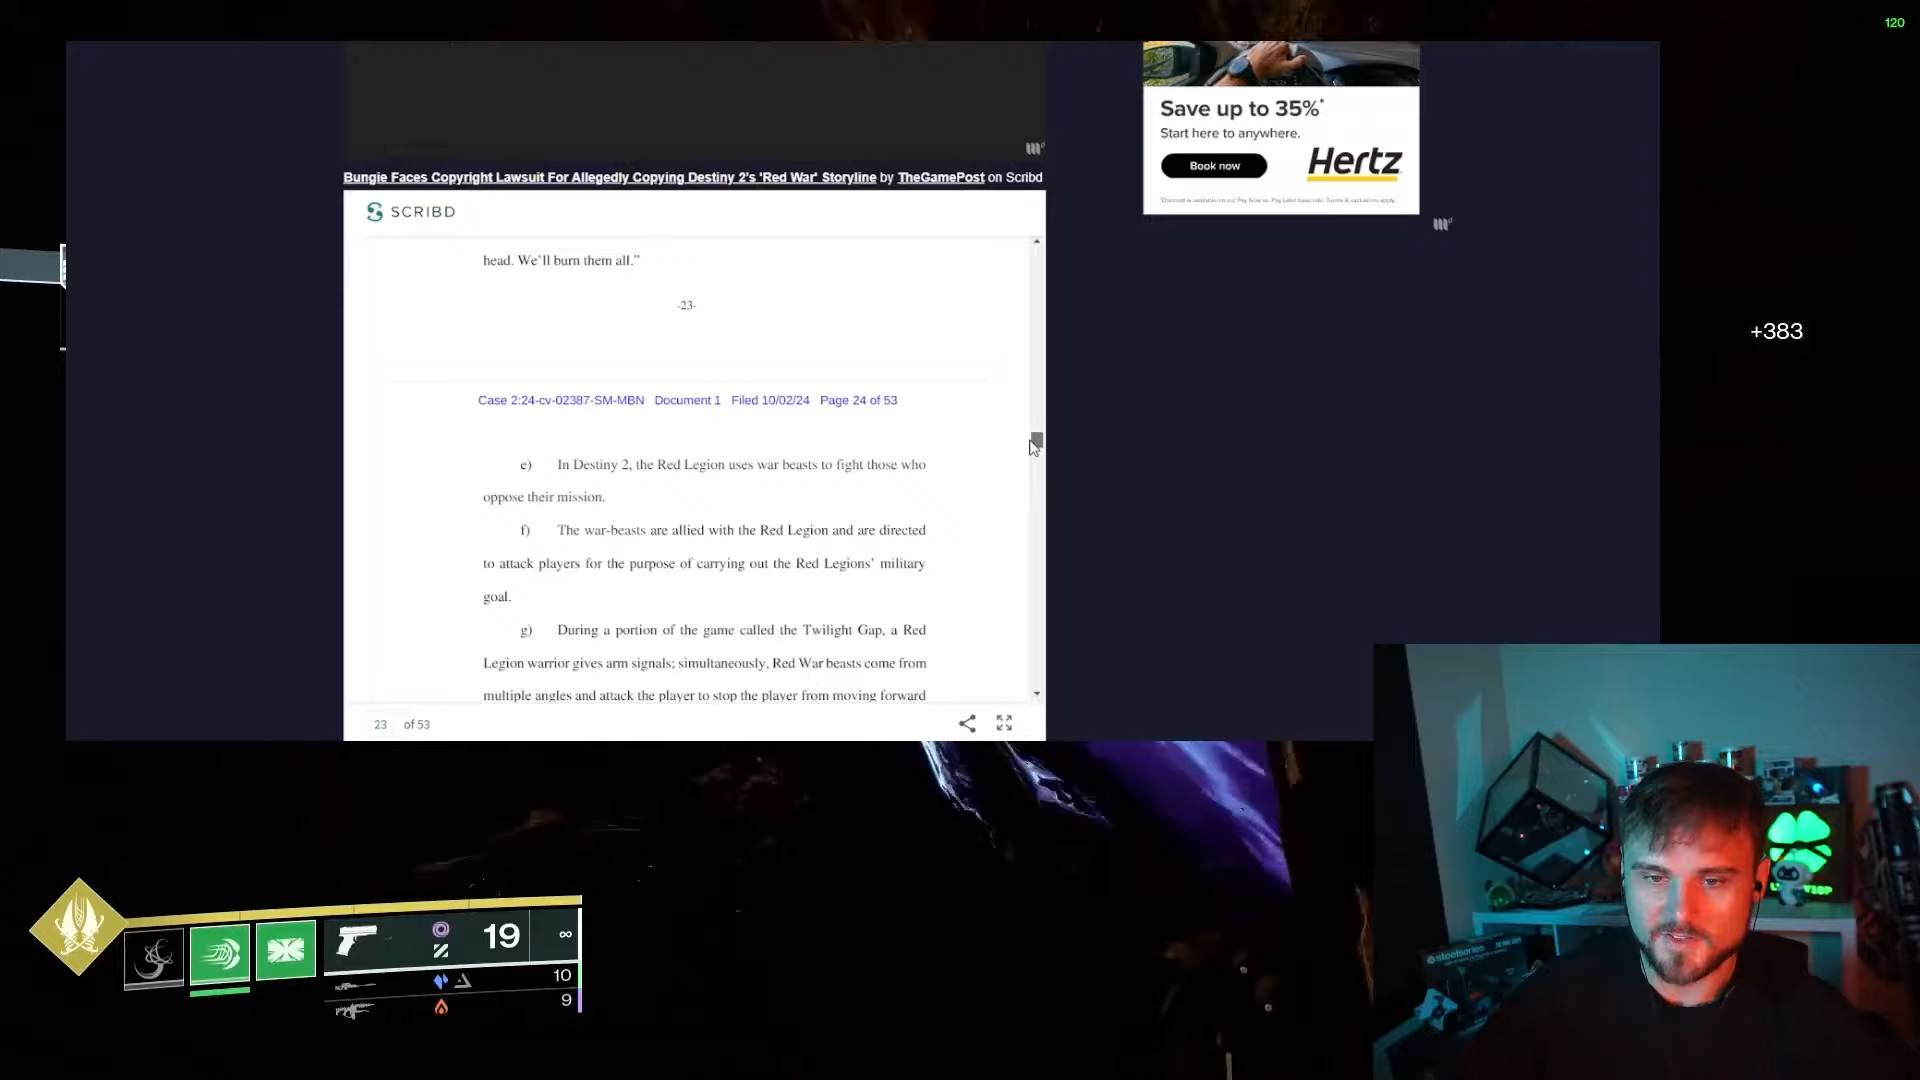 120
Save up to 35%*
Start here to anywhere.
Book now
Hertz
Bungie Faces Copyright Lawsuit For Allegedly Copying Destiny 2's 'Red War' Storyline by TheGamePost on Scribd
SCRIBD
head. We'll burn them all.”
-23-
+383
Case 2:24-cv-02387-SM-MBN Document 1 Filed 10/02/24 Page 24 of 53
e) In Destiny 2, the Red Legion uses war beasts to fight those who
oppose their mission.
f) The war-beasts are allied with the Red Legion and are directed
to attack players for the purpose of carrying out the Red Legions’ military
goal.
g) During a portion of the game called the Twilight Gap, a Red
Legion warrior gives arm signals; simultaneously, Red War beasts come from
multiple angles and attack the player to stop the player from moving forward
23 of 53
steelseries
19 ∞
10
9